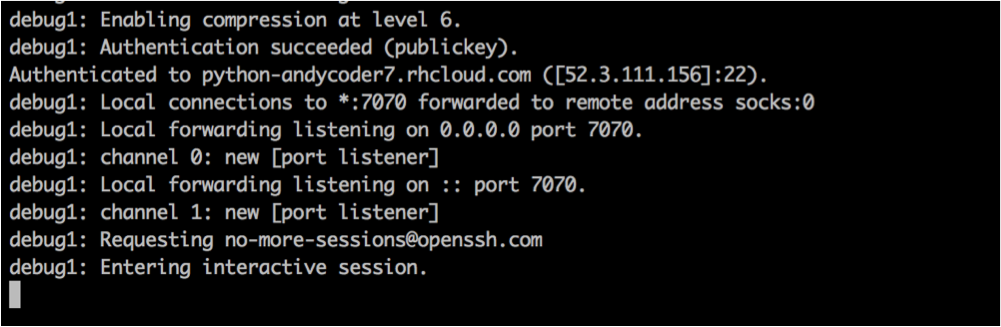 debug1: Enabling compression at level 6.
debug1: Authentication succeeded (publickey).
Authenticated to python-andycoder7.rhcloud.com ([52.3.111.156]:22).
debug1: Local connections to *:7070 forwarded to remote address socks:0
debug1: Local forwarding listening on 0.0.0.0 port 7070.
debug1: channel 0: new [port listener]
debug1: Local forwarding listening on :: port 7070.
debug1: channel 1: new [port listener]
debug1: Requesting no-more-sessions@openssh.com
debug1: Entering interactive session.